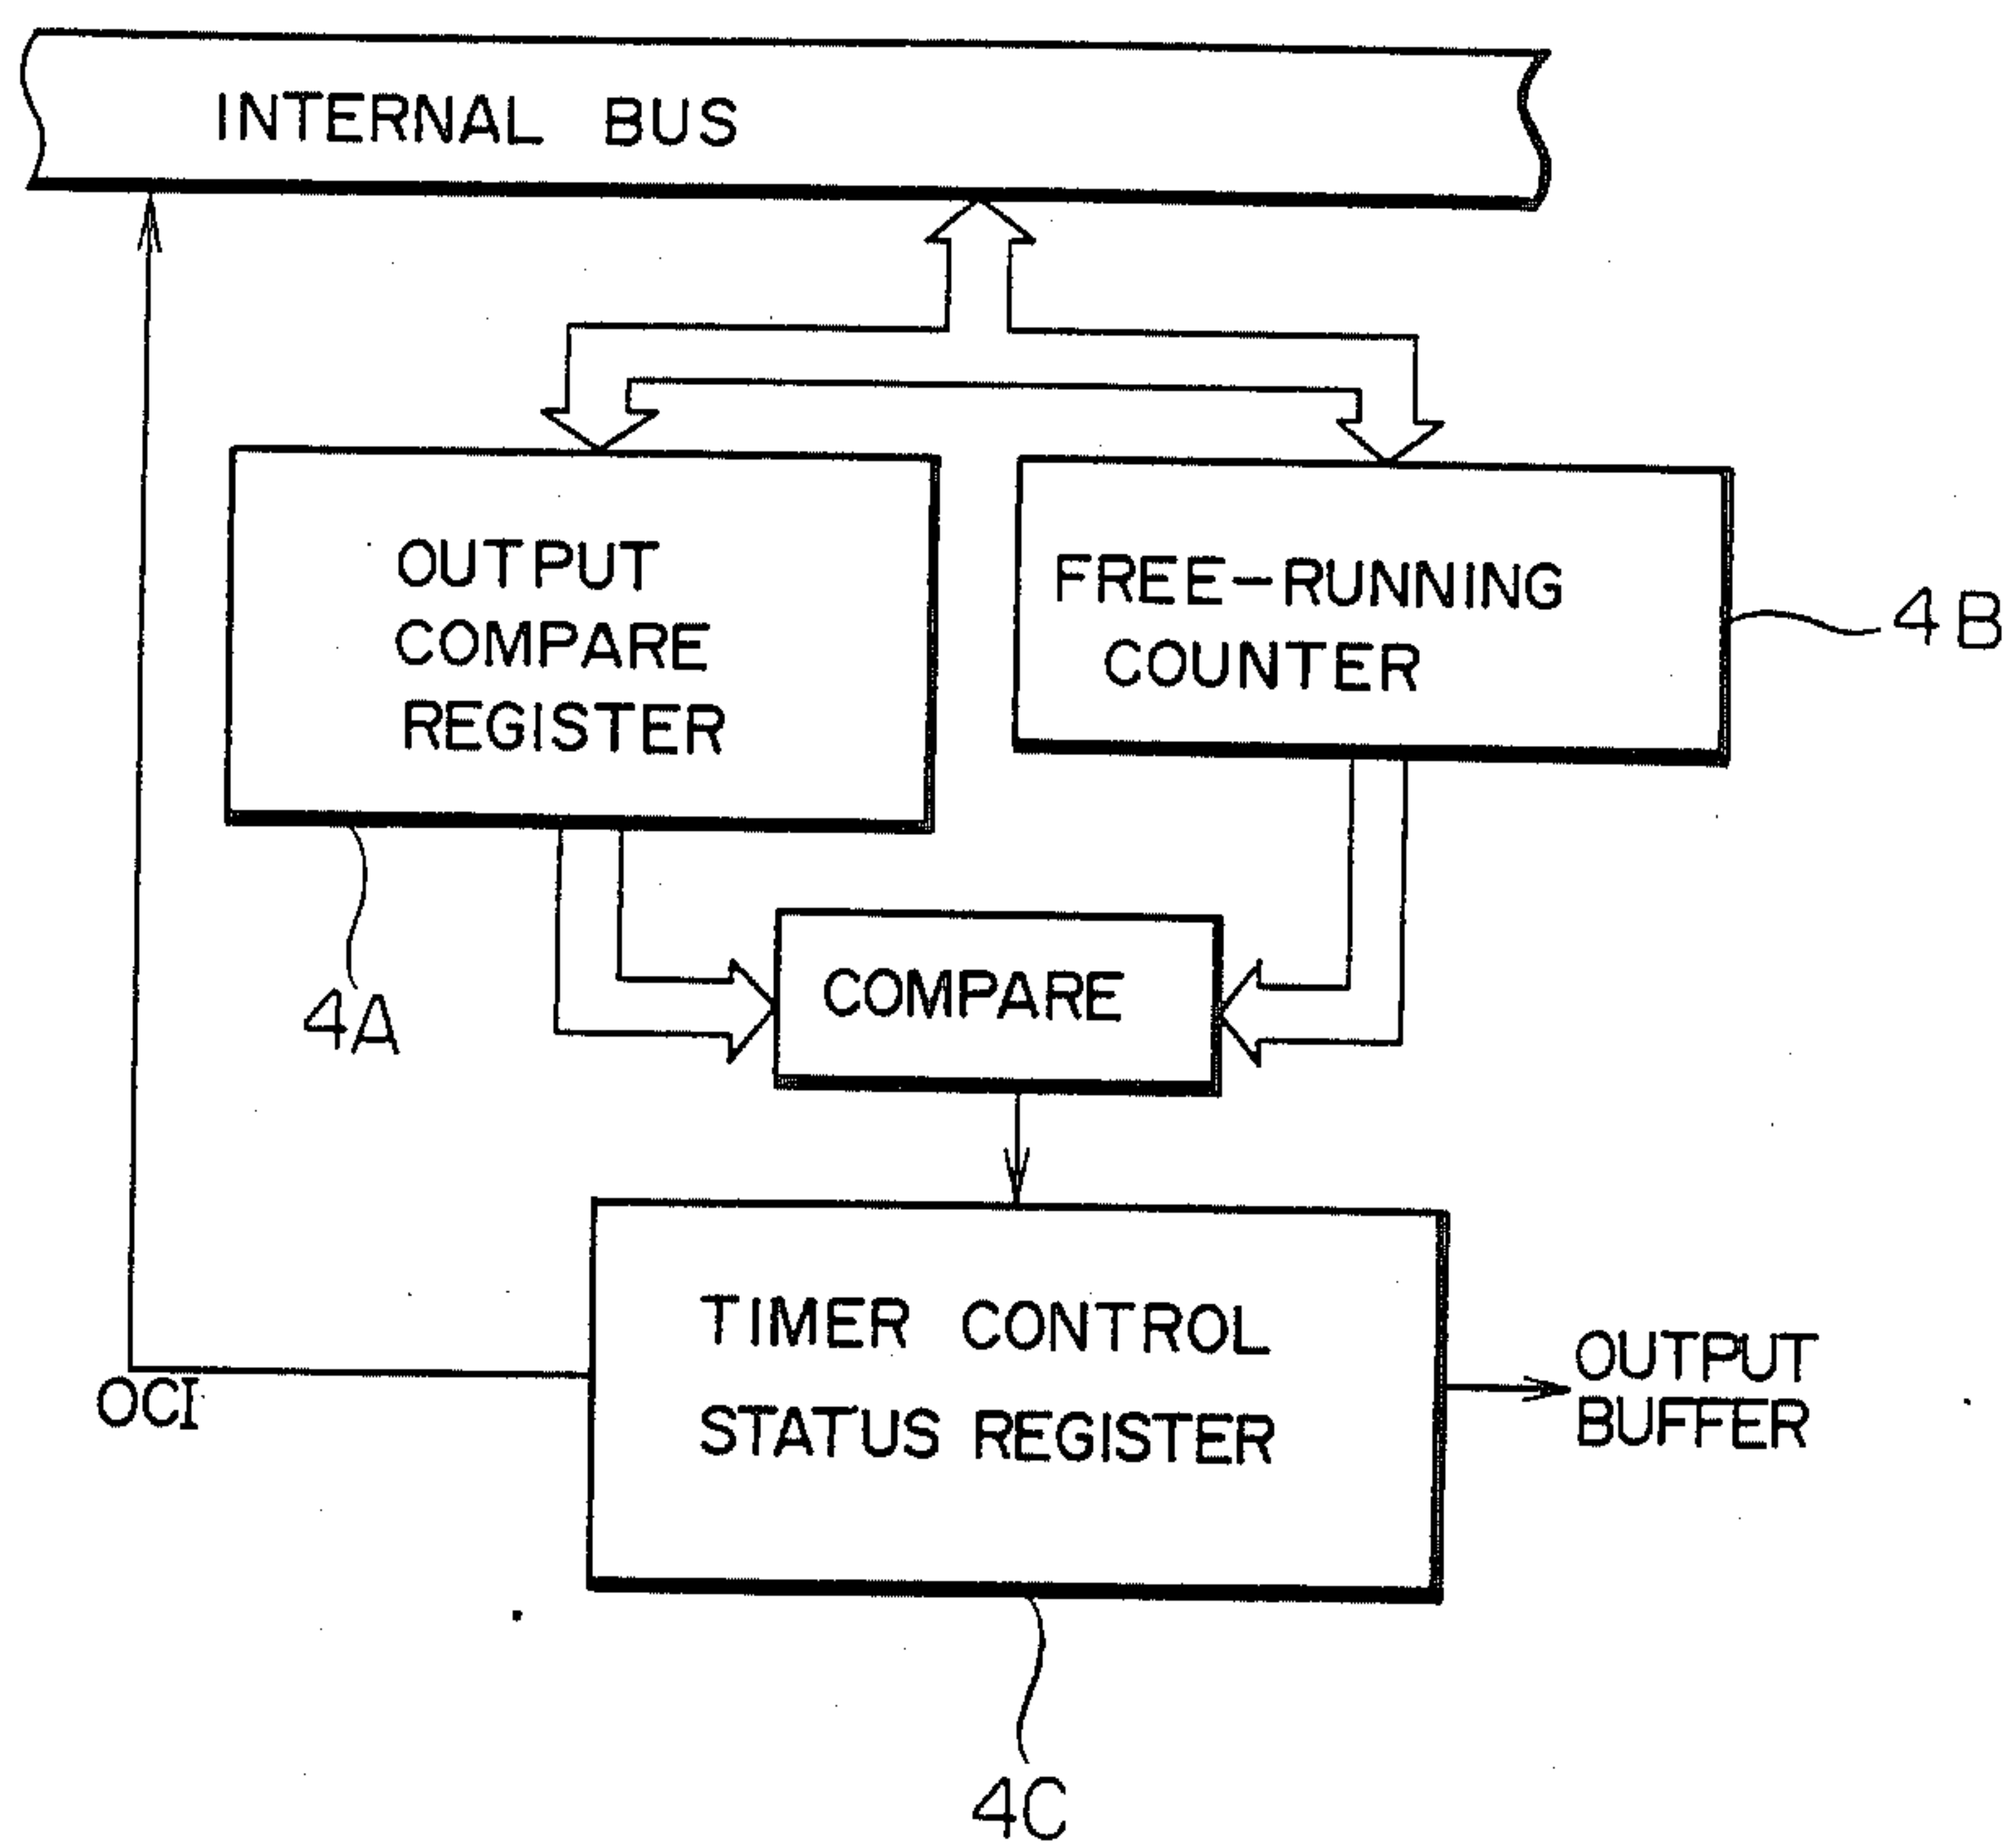 INTERNAL BUS
OUTPUT
COMPARE
REGISTER
FREE-RUNNING
COUNTER
4B
4A
COMPARE
TIMER CONTROL
STATUS REGISTER
OCI
OUTPUT
BUFFER
4C